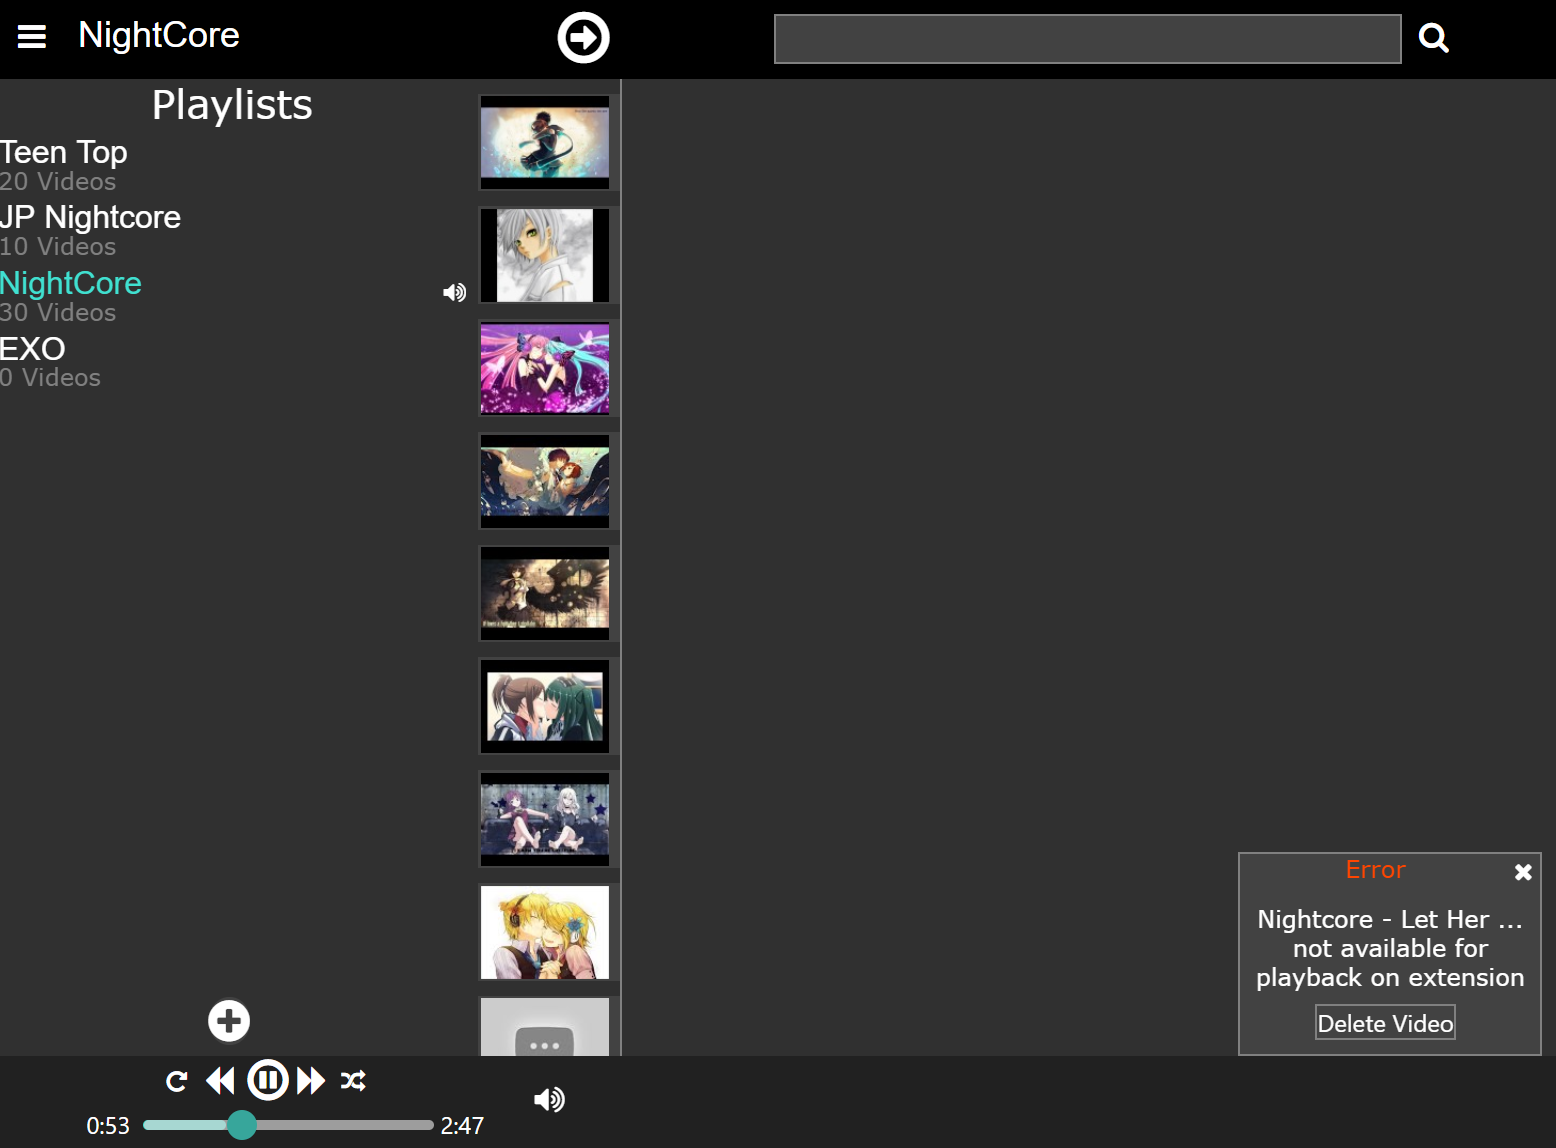 NightCore
Playlists
Teen Top
20 Videos
JP Nightcore
10 Videos
NightCore
30 Videos
EXO
0 Videos
Error
Nightcore - Let Her ...
not available for
playback on extension
Delete Video
0:53
2:47